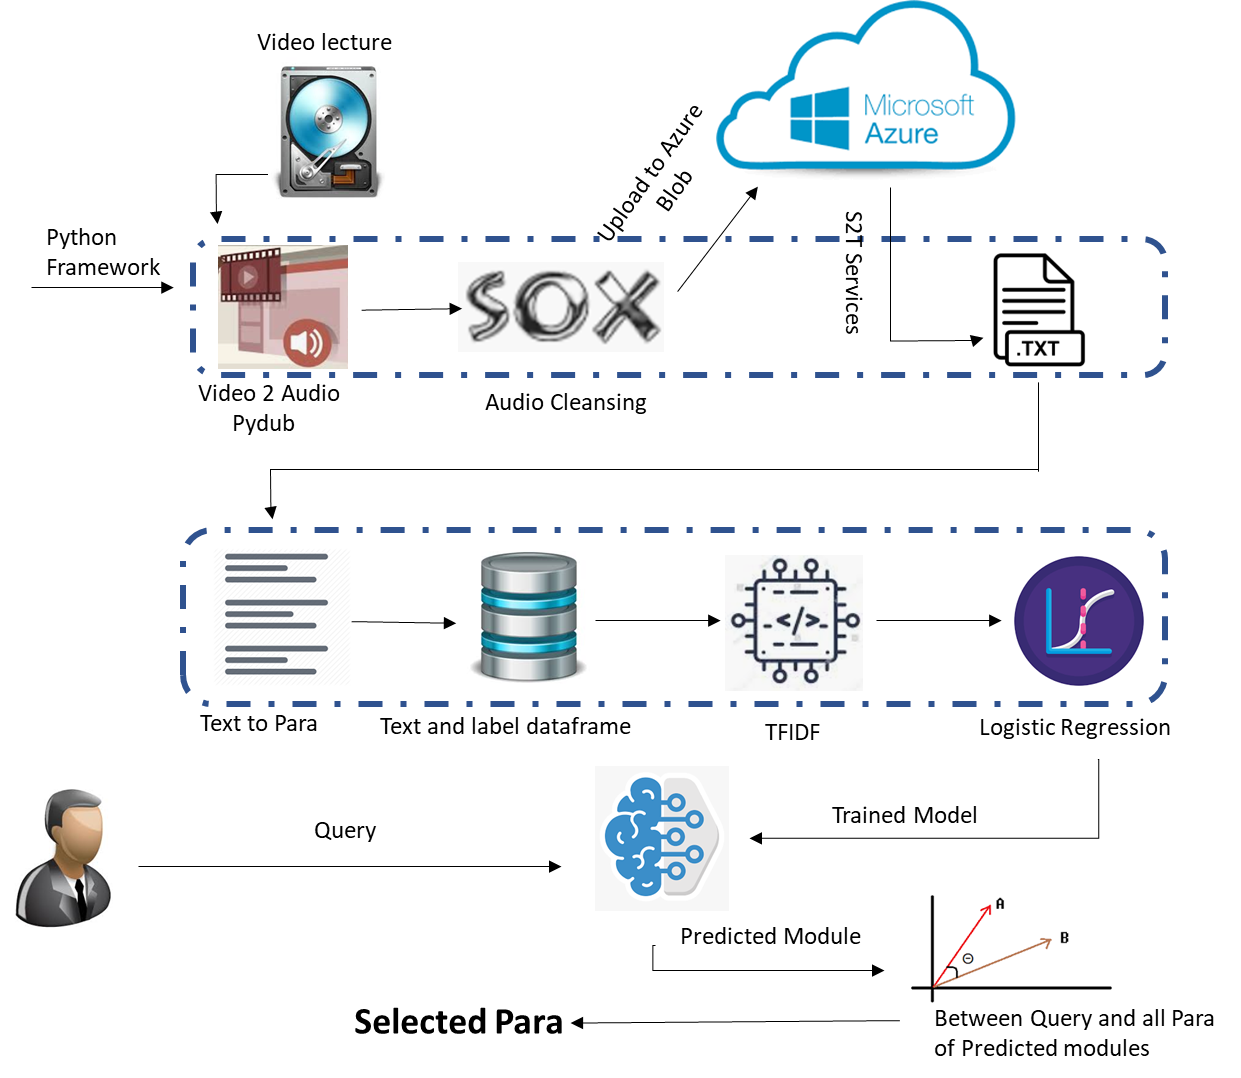 Video lecture
Microsoft
Azure
Upload to Azure
Blob
Python
Framework
S2T Services
SOX
.TXT
Video 2 Audio
Pydub
Audio Cleansing
</>
Text to Para
Text and label dataframe
TFIDF
Logistic Regression
Query
Trained Model
Predicted Module
A
B
Θ
Selected Para
Between Query and all Para
of Predicted modules